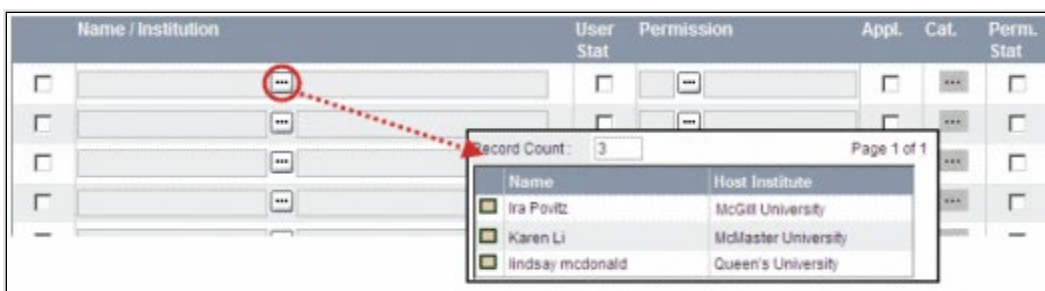 Name / Institution User Stat Permission Appl. Cat. Perm. Stat
Record Count: 3 Page 1 of 1
Name Host Institute
Ira Povitz McGill University
Karen Li McMaster University
lindsay mcdonald Queen's University